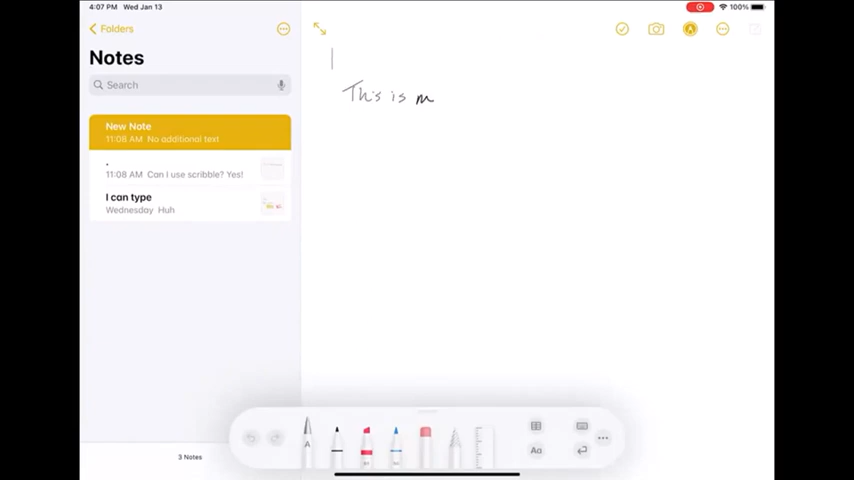 4:07 PM Wed Jan 13
100%
Folders
Notes
Search
New Note
11:08 AM No additional text
.
11:08 AM Can I use scribble? Yes!
I can type
Wednesday Huh
3 Notes
This is m
A
Aa